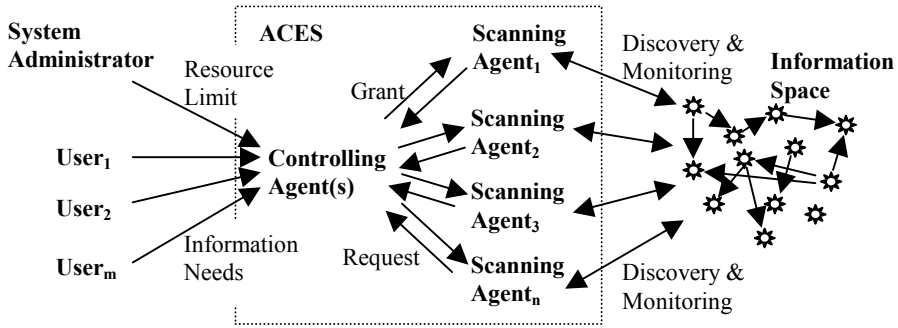 System
Administrator
ACES
Resource
Limit
User₁
User₂
Userₘ
Information
Needs
Controlling
Agent(s)
Grant
Request
Scanning
Agent₁
Scanning
Agent₂
Scanning
Agent₃
Scanning
Agentₙ
Discovery &
Monitoring
Discovery &
Monitoring
Information
Space